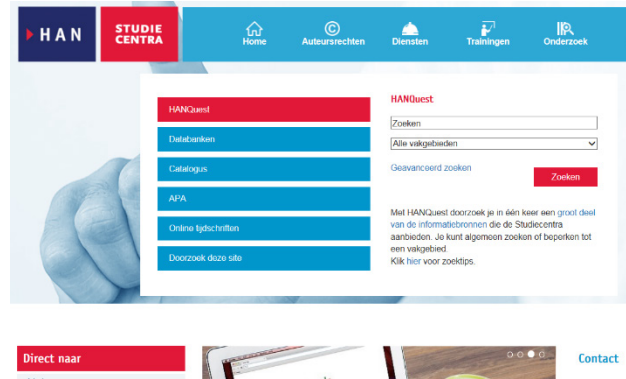 HAN
STUDIE
CENTRA
Home
Auteursrechten
Diensten
Trainingen
Onderzoek
HANQuest
Databanken
Catalogus
APA
Online tijdschriften
Doorzoek deze site
HANQuest
Zoeken
Alle vakgebieden
Geavanceerd zoeken
Zoeken
Met HANQuest doorzoek je in één keer een groot deel
van de informatiebronnen die de Studiecentra
aanbieden. Je kunt algemeen zoeken of beperken tot
een vakgebied.
Klik hier voor zoektips.
Direct naar
Contact